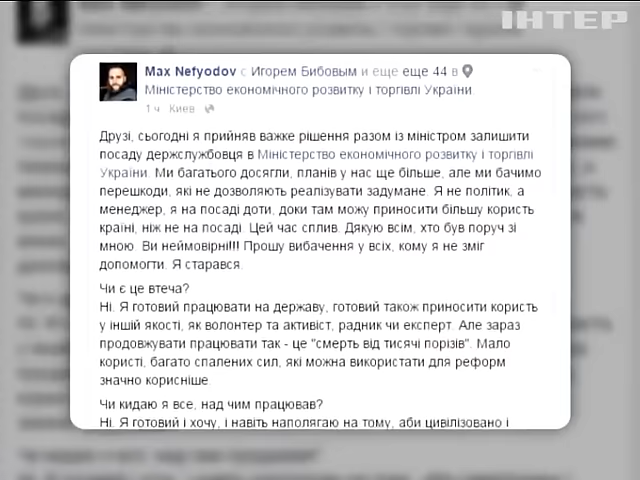 ІНТЕР
Max Nefyodov с Игорем Бибовым и еще еще 44 в
Міністерство економічного розвитку і торгівлі України.
1 ч · Киев ·
Друзі, сьогодні я прийняв важке рішення разом із міністром залишити
посаду держслужбовця в Міністерство економічного розвитку і торгівлі
України. Ми багатього досягли, планів у нас ще більше, але ми бачимо
перешкоди, які не дозволяють реалізувати задумане. Я не політик, а
менеджер, я на посаді доти, доки там можу приносити більшу користь
країні, ніж не на посаді. Цей час сплив. Дякую всім, хто був поруч зі
мною. Ви неймовірні!!! Прошу вибачення у всіх, кому я не зміг
допомогти. Я старався.
Чи є це втеча?
Ні. Я готовий працювати на державу, готовий також приносити користь
у іншій якості, як волонтер та активіст, радник чи експерт. Але зараз
продовжувати працювати так - це "смерть від тисячі порізів". Мало
користі, багато спалених сил, які можна використати для реформ
значно корисніше.
Чи кидаю я все, над чим працював?
Ні. Я готовий і хочу, і навіть наполягаю на тому, аби цивілізовано і